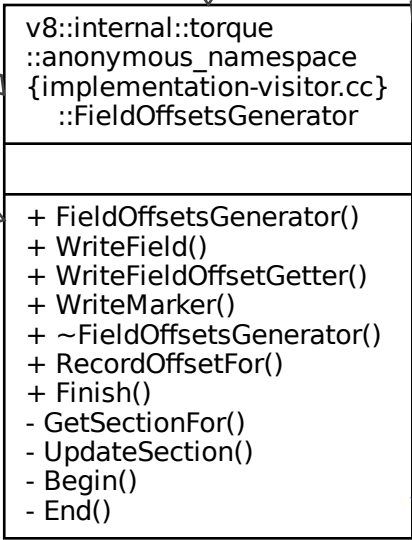 v8::internal::torque
::anonymous_namespace
{implementation-visitor.cc}
::FieldOffsetsGenerator
+ FieldOffsetsGenerator()
+ WriteField()
+ WriteFieldOffsetGetter()
+ WriteMarker()
+ ~FieldOffsetsGenerator()
+ RecordOffsetFor()
+ Finish()
- GetSectionFor()
- UpdateSection()
- Begin()
- End()